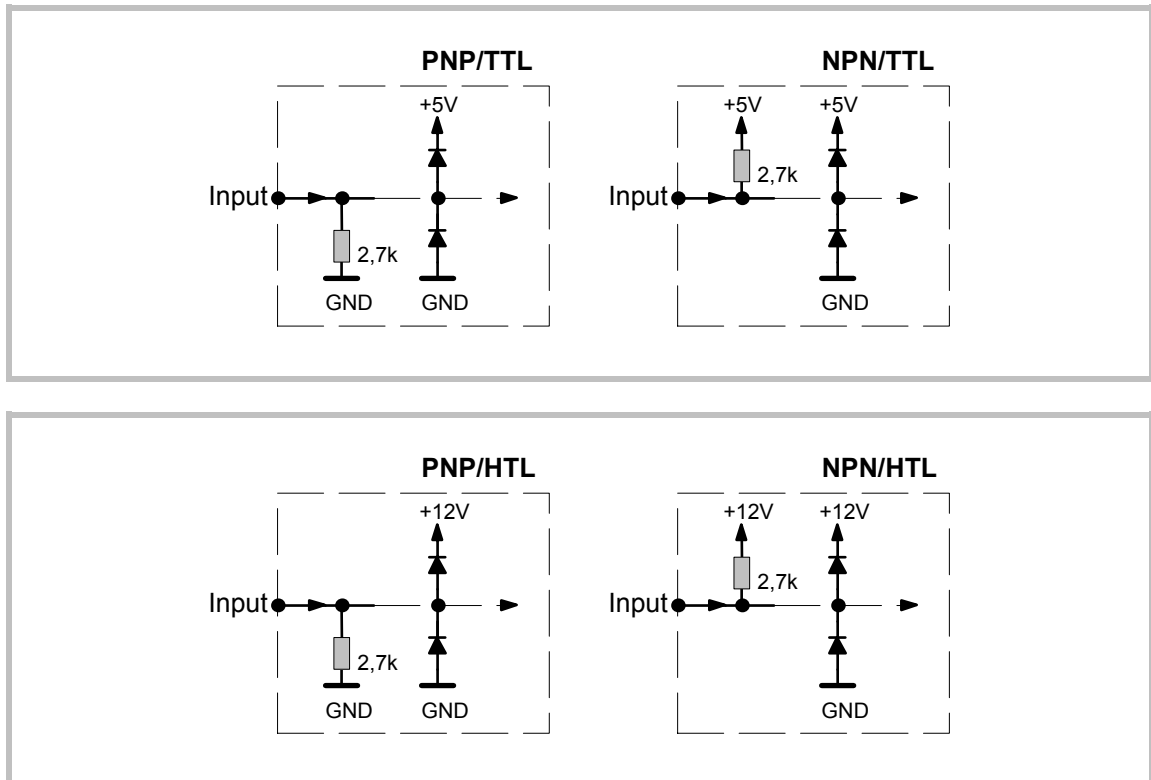 PNP/TTL
NPN/TTL
+5V
+5V
+5V
Input
2,7k
GND
GND
Input
2,7k
GND
PNP/HTL
NPN/HTL
+12V
+12V
+12V
Input
2,7k
GND
GND
Input
2,7k
GND